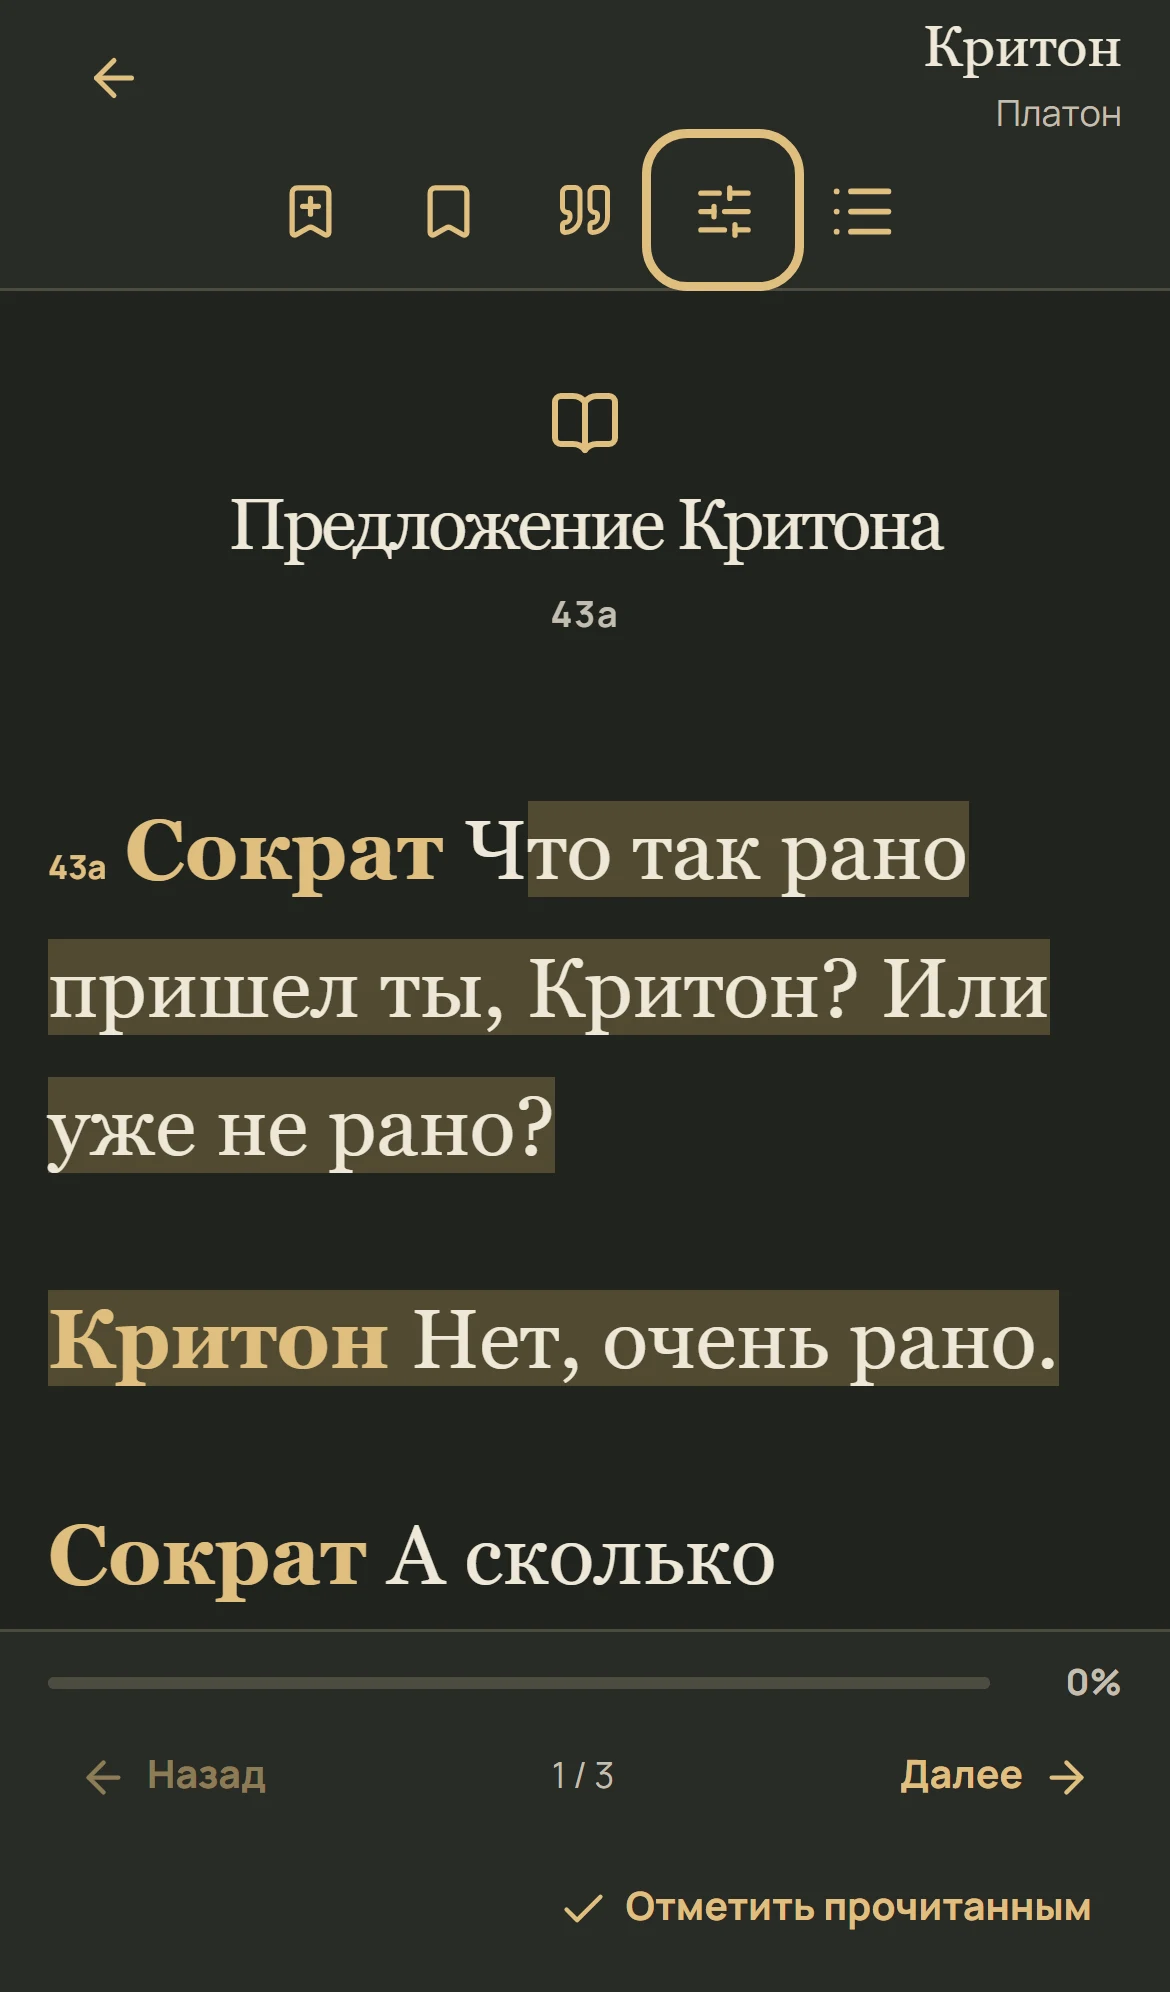 Критон
Платон
Предложение Критона
43a
43a Сократ Что так рано
пришел ты, Критон? Или
уже не рано?
Критон Нет, очень рано.
Сократ А сколько
0%
Назад
1 / 3
Далее
Отметить прочитанным